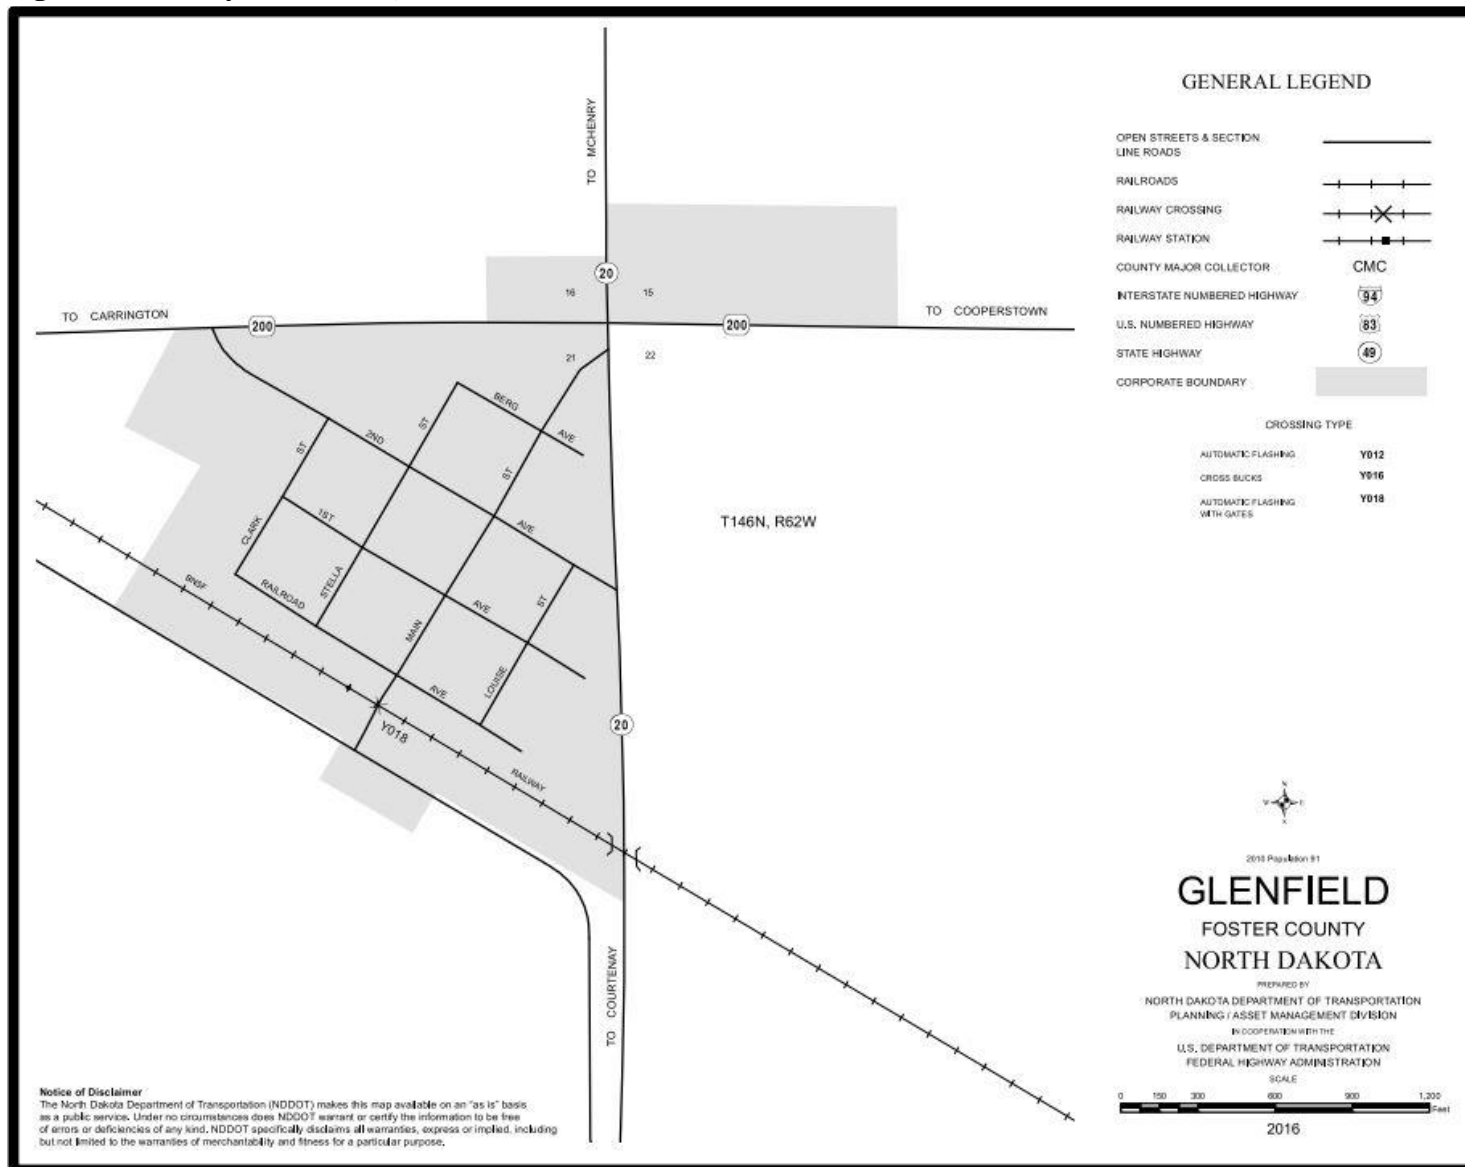 TO MCHENRY
20
16
15
TO CARRINGTON
200
200
TO COOPERSTOWN
21
22
BERG AVE
2ND AVE
1ST AVE
RAILROAD AVE
CLARK ST
STELLA ST
MAIN ST
LOUISE ST
BNSF RAILWAY
Y018
20
T146N, R62W
TO COURTENAY
GENERAL LEGEND
OPEN STREETS & SECTION
LINE ROADS
RAILROADS
RAILWAY CROSSING
RAILWAY STATION
COUNTY MAJOR COLLECTOR CMC
INTERSTATE NUMBERED HIGHWAY 94
U.S. NUMBERED HIGHWAY 83
STATE HIGHWAY 49
CORPORATE BOUNDARY
CROSSING TYPE
AUTOMATIC FLASHING Y012
CROSS BUCKS Y016
AUTOMATIC FLASHING Y018
WITH GATES
N
W E
S
2010 Population 91
GLENFIELD
FOSTER COUNTY
NORTH DAKOTA
PREPARED BY
NORTH DAKOTA DEPARTMENT OF TRANSPORTATION
PLANNING / ASSET MANAGEMENT DIVISION
IN COOPERATION WITH THE
U.S. DEPARTMENT OF TRANSPORTATION
FEDERAL HIGHWAY ADMINISTRATION
SCALE
0 150 300 600 900 1,200
Feet
2016
Notice of Disclaimer
The North Dakota Department of Transportation (NDDOT) makes this map available on an "as is" basis
as a public service. Under no circumstances does NDDOT warrant or certify the information to be free
of errors or deficiencies of any kind. NDDOT specifically disclaims all warranties, express or implied, including
but not limited to the warranties of merchantability and fitness for a particular purpose.